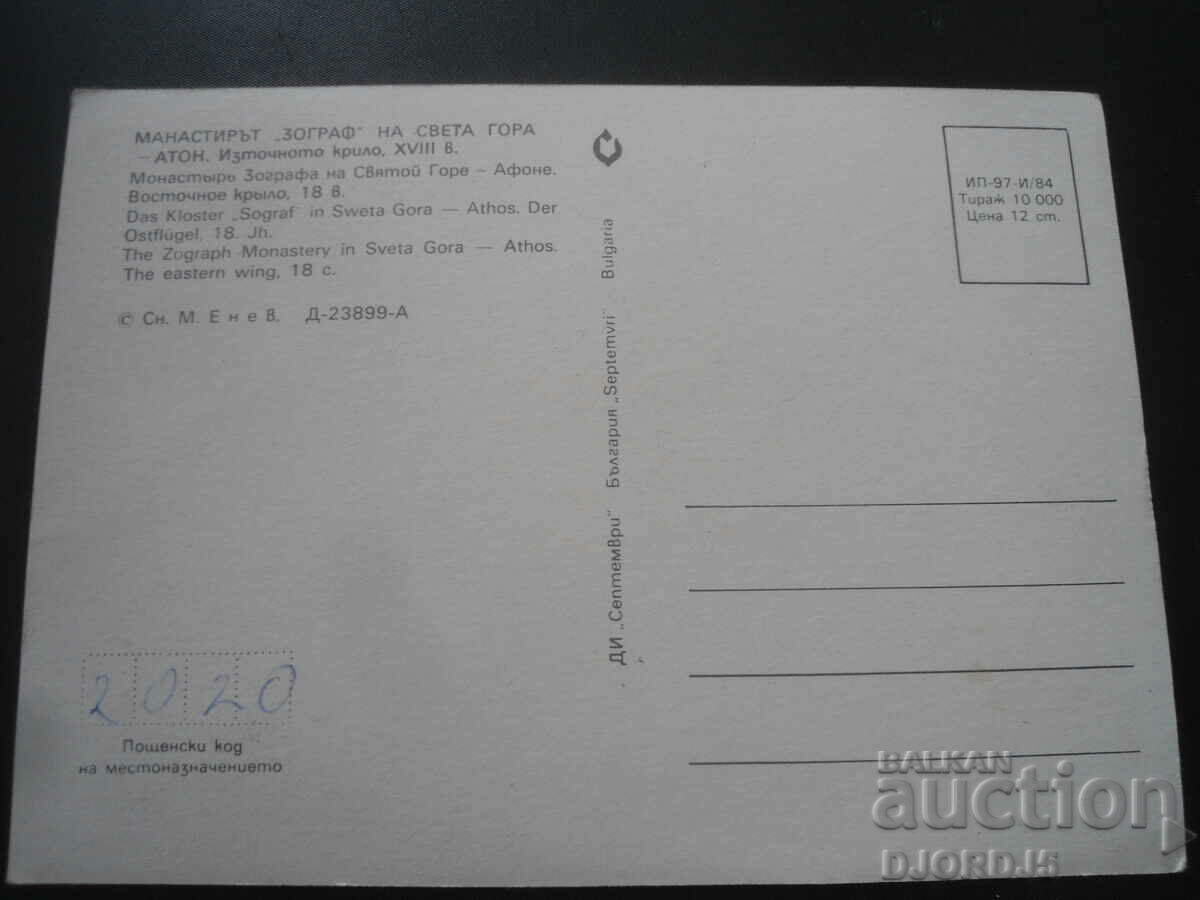 МАНАСТИРЪТ „ЗОГРАФ“ НА СВЕТА ГОРА
– АТОН. Източното крило, XVIII в.
Монастырь Зографа на Святой Горе – Афоне.
Восточное крыло, 18 в.
Das Kloster „Sograf“ in Sweta Gora — Athos. Der
Ostflügel, 18. Jh.
The Zograph Monastery in Sveta Gora — Athos.
The eastern wing, 18 c.
© Сн. М. Енев, Д-23899-А
ДИ „Септември“ България „Septemvri“ Bulgaria
ИП-97-И/84
Тираж 10 000
Цена 12 ст.
2020
Пощенски код
на местоназначението
BALKAN
auction
DJORDJ5